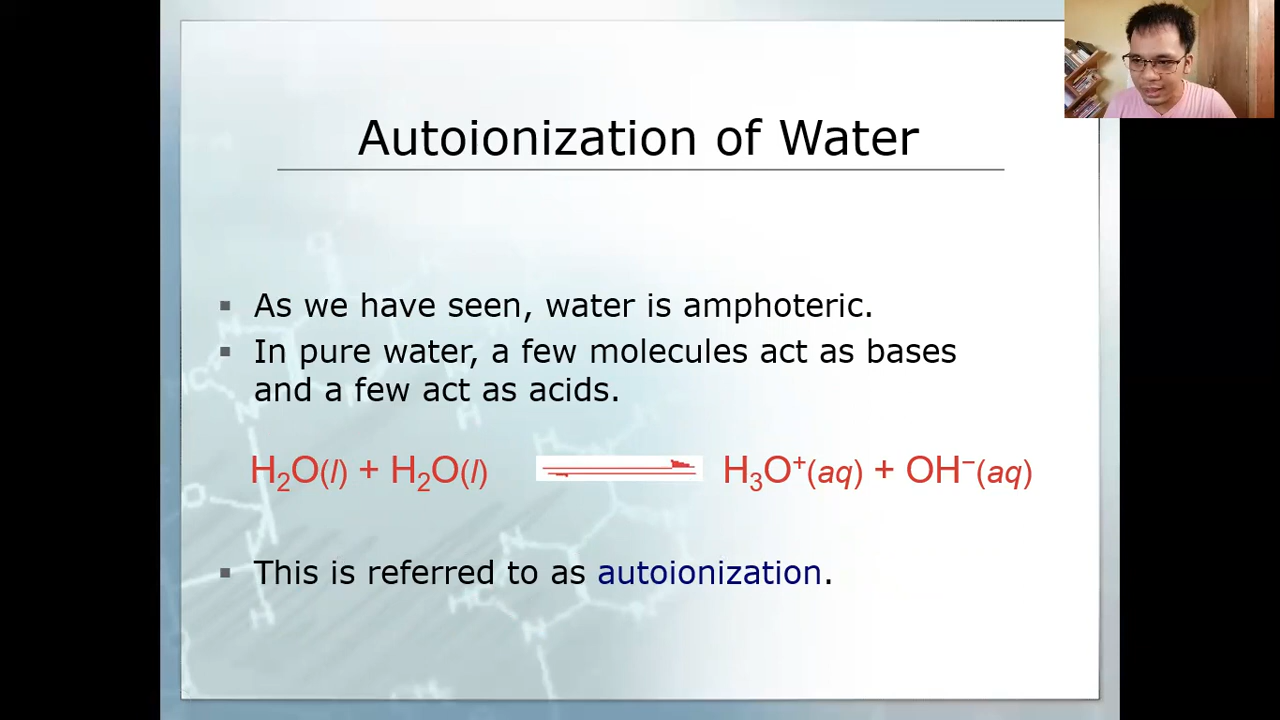 Autoionization of Water
▪ As we have seen, water is amphoteric.
▪ In pure water, a few molecules act as bases
and a few act as acids.
H₂O(l) + H₂O(l) ⇌ H₃O⁺(aq) + OH⁻(aq)
▪ This is referred to as autoionization.